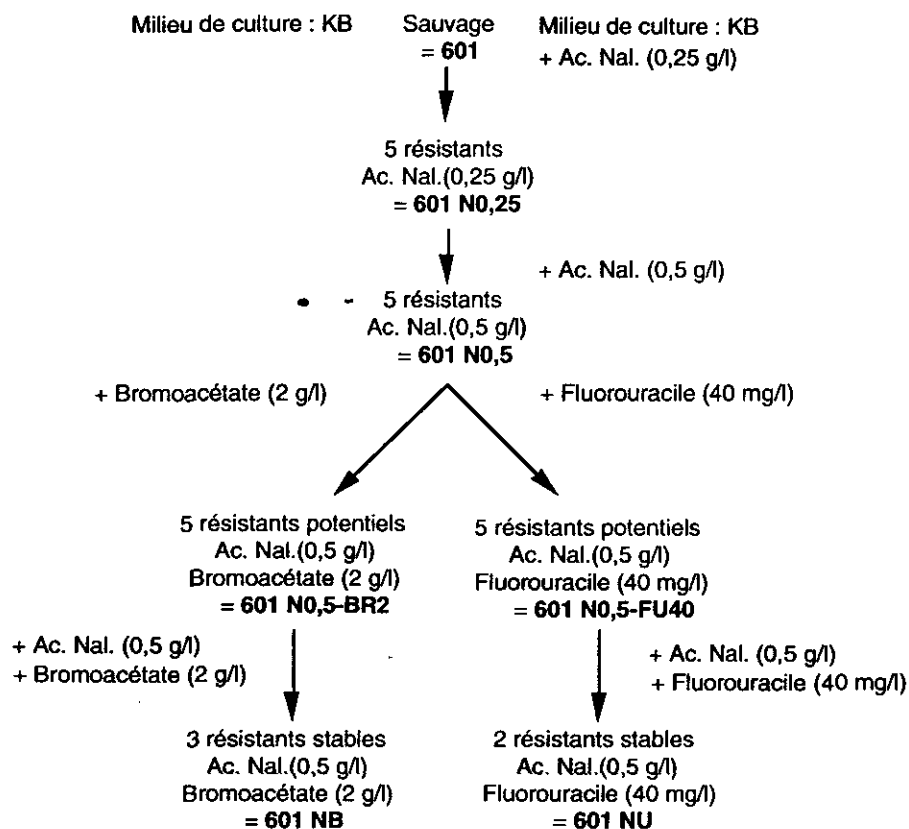 Milieu de culture : KB
Sauvage
= 601
Milieu de culture : KB
+ Ac. Nal. (0,25 g/l)
5 résistants
Ac. Nal.(0,25 g/l)
= 601 N0,25
+ Ac. Nal. (0,5 g/l)
5 résistants
Ac. Nal.(0,5 g/l)
= 601 N0,5
+ Bromoacétate (2 g/l)
+ Fluorouracile (40 mg/l)
5 résistants potentiels
Ac. Nal.(0,5 g/l)
Bromoacétate (2 g/l)
= 601 N0,5-BR2
5 résistants potentiels
Ac. Nal.(0,5 g/l)
Fluorouracile (40 mg/l)
= 601 N0,5-FU40
+ Ac. Nal. (0,5 g/l)
+ Bromoacétate (2 g/l)
+ Ac. Nal. (0,5 g/l)
+ Fluorouracile (40 mg/l)
3 résistants stables
Ac. Nal.(0,5 g/l)
Bromoacétate (2 g/l)
= 601 NB
2 résistants stables
Ac. Nal.(0,5 g/l)
Fluorouracile (40 mg/l)
= 601 NU